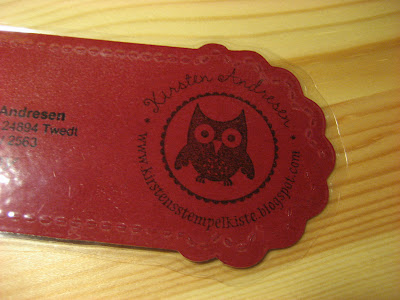 Andresen
24894 Twedt
2563
• Kirsten Andresen •
www.kirstensstempelkiste.blogspot.com